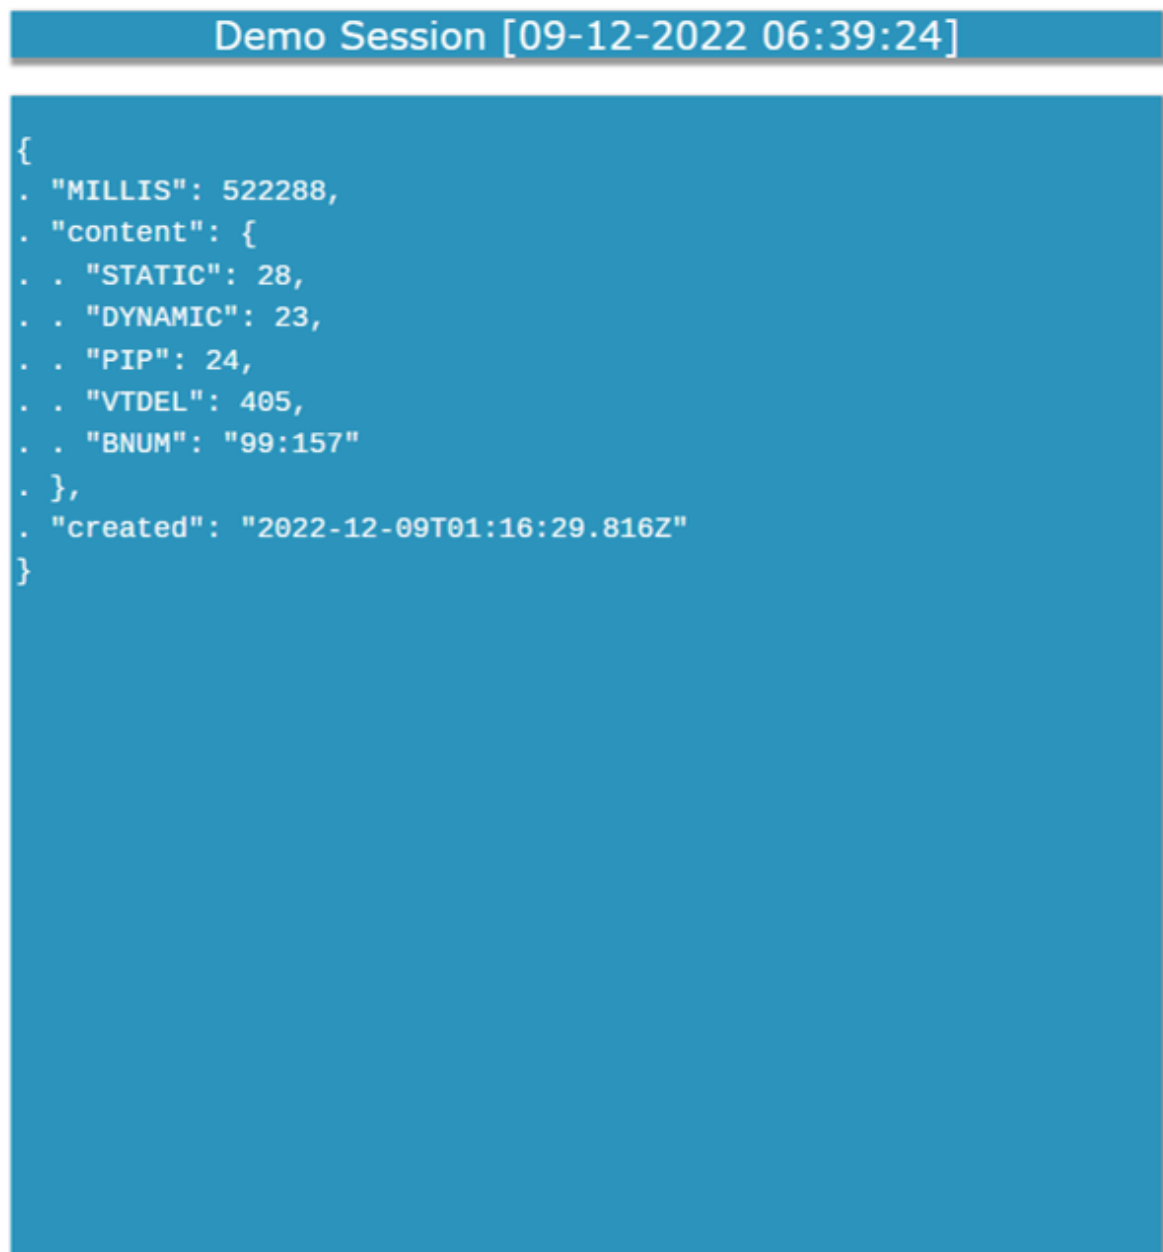 Demo Session [09-12-2022 06:39:24]
{
. "MILLIS": 522288,
. "content": {
. . "STATIC": 28,
. . "DYNAMIC": 23,
. . "PIP": 24,
. . "VTDEL": 405,
. . "BNUM": "99:157"
. },
. "created": "2022-12-09T01:16:29.816Z"
}